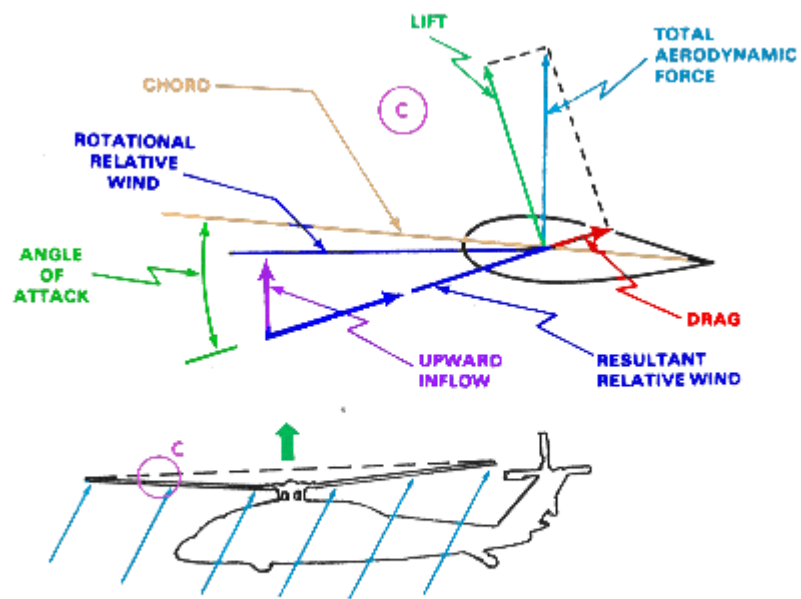 LIFT
TOTAL
AERODYNAMIC
FORCE
CHORD
C
ROTATIONAL
RELATIVE
WIND
ANGLE
OF
ATTACK
DRAG
UPWARD
INFLOW
RESULTANT
RELATIVE WIND
C